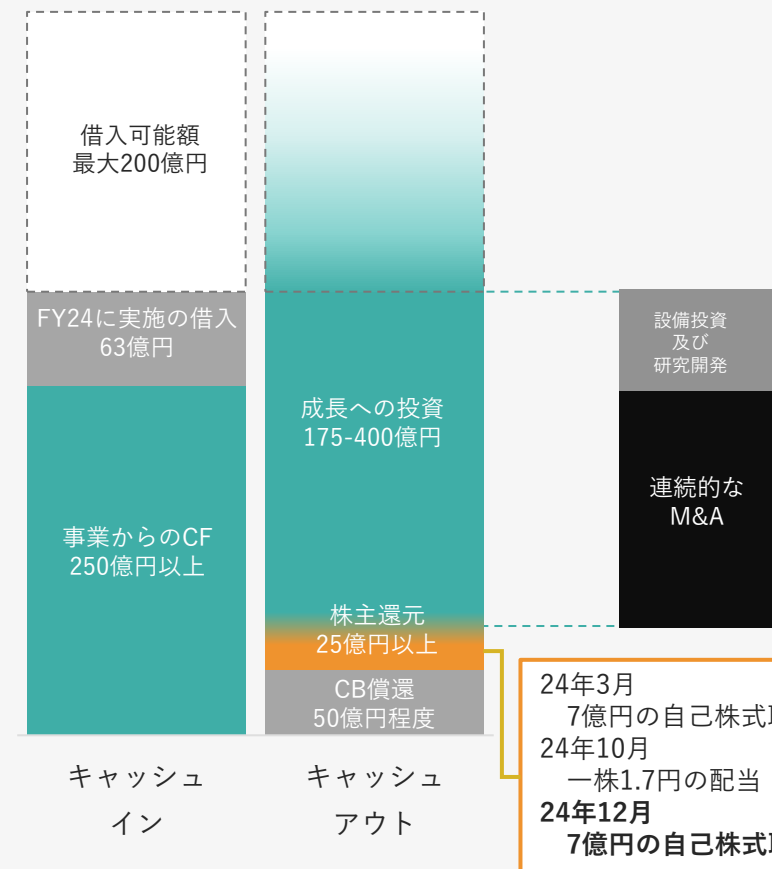 借入可能額
最大200億円
FY24に実施の借入
63億円
事業からのCF
250億円以上
キャッシュ
イン
成長への投資
175-400億円
株主還元
25億円以上
CB償還
50億円程度
キャッシュ
アウト
設備投資
及び
研究開発
連続的な
M&A
24年3月
7億円の自己株式
24年10月
一株1.7円の配当
24年12月
7億円の自己株式